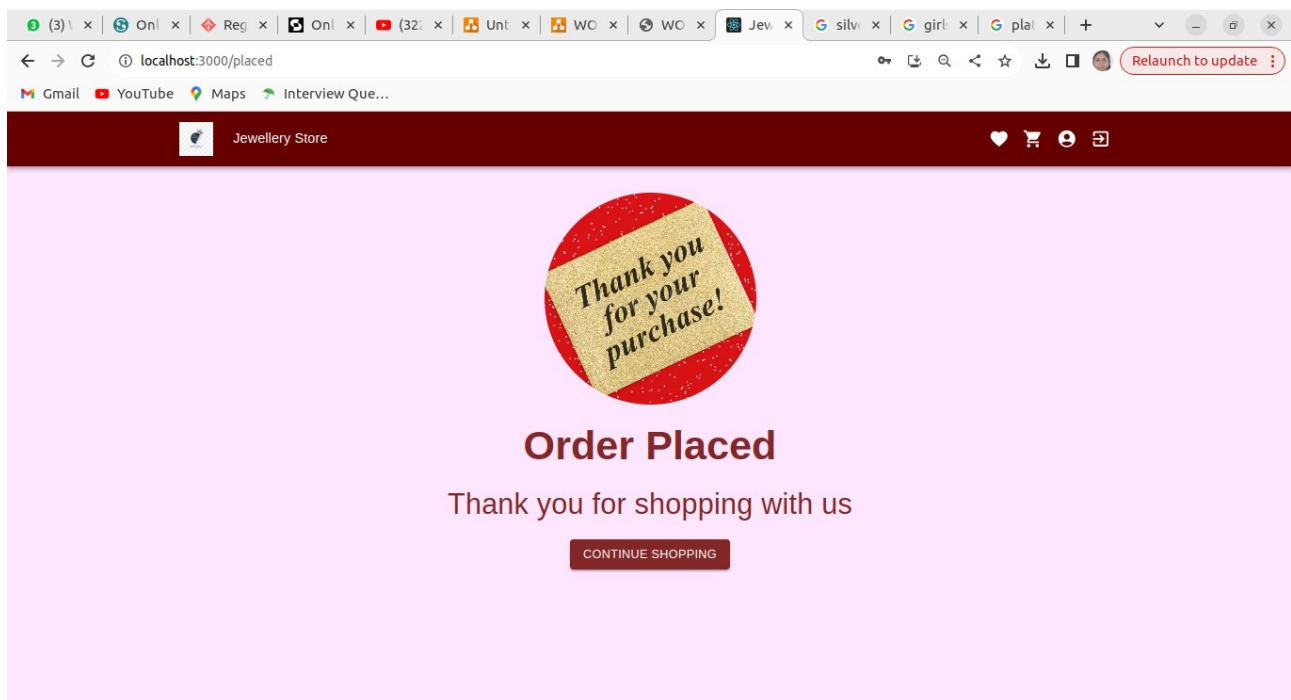 (3) Onl Reg Onl (32 Unt WO WO Jew silv girl plat
localhost:3000/placed Relaunch to update
Gmail YouTube Maps Interview Que...
Jewellery Store
Thank you
for your
purchase!
Order Placed
Thank you for shopping with us
CONTINUE SHOPPING